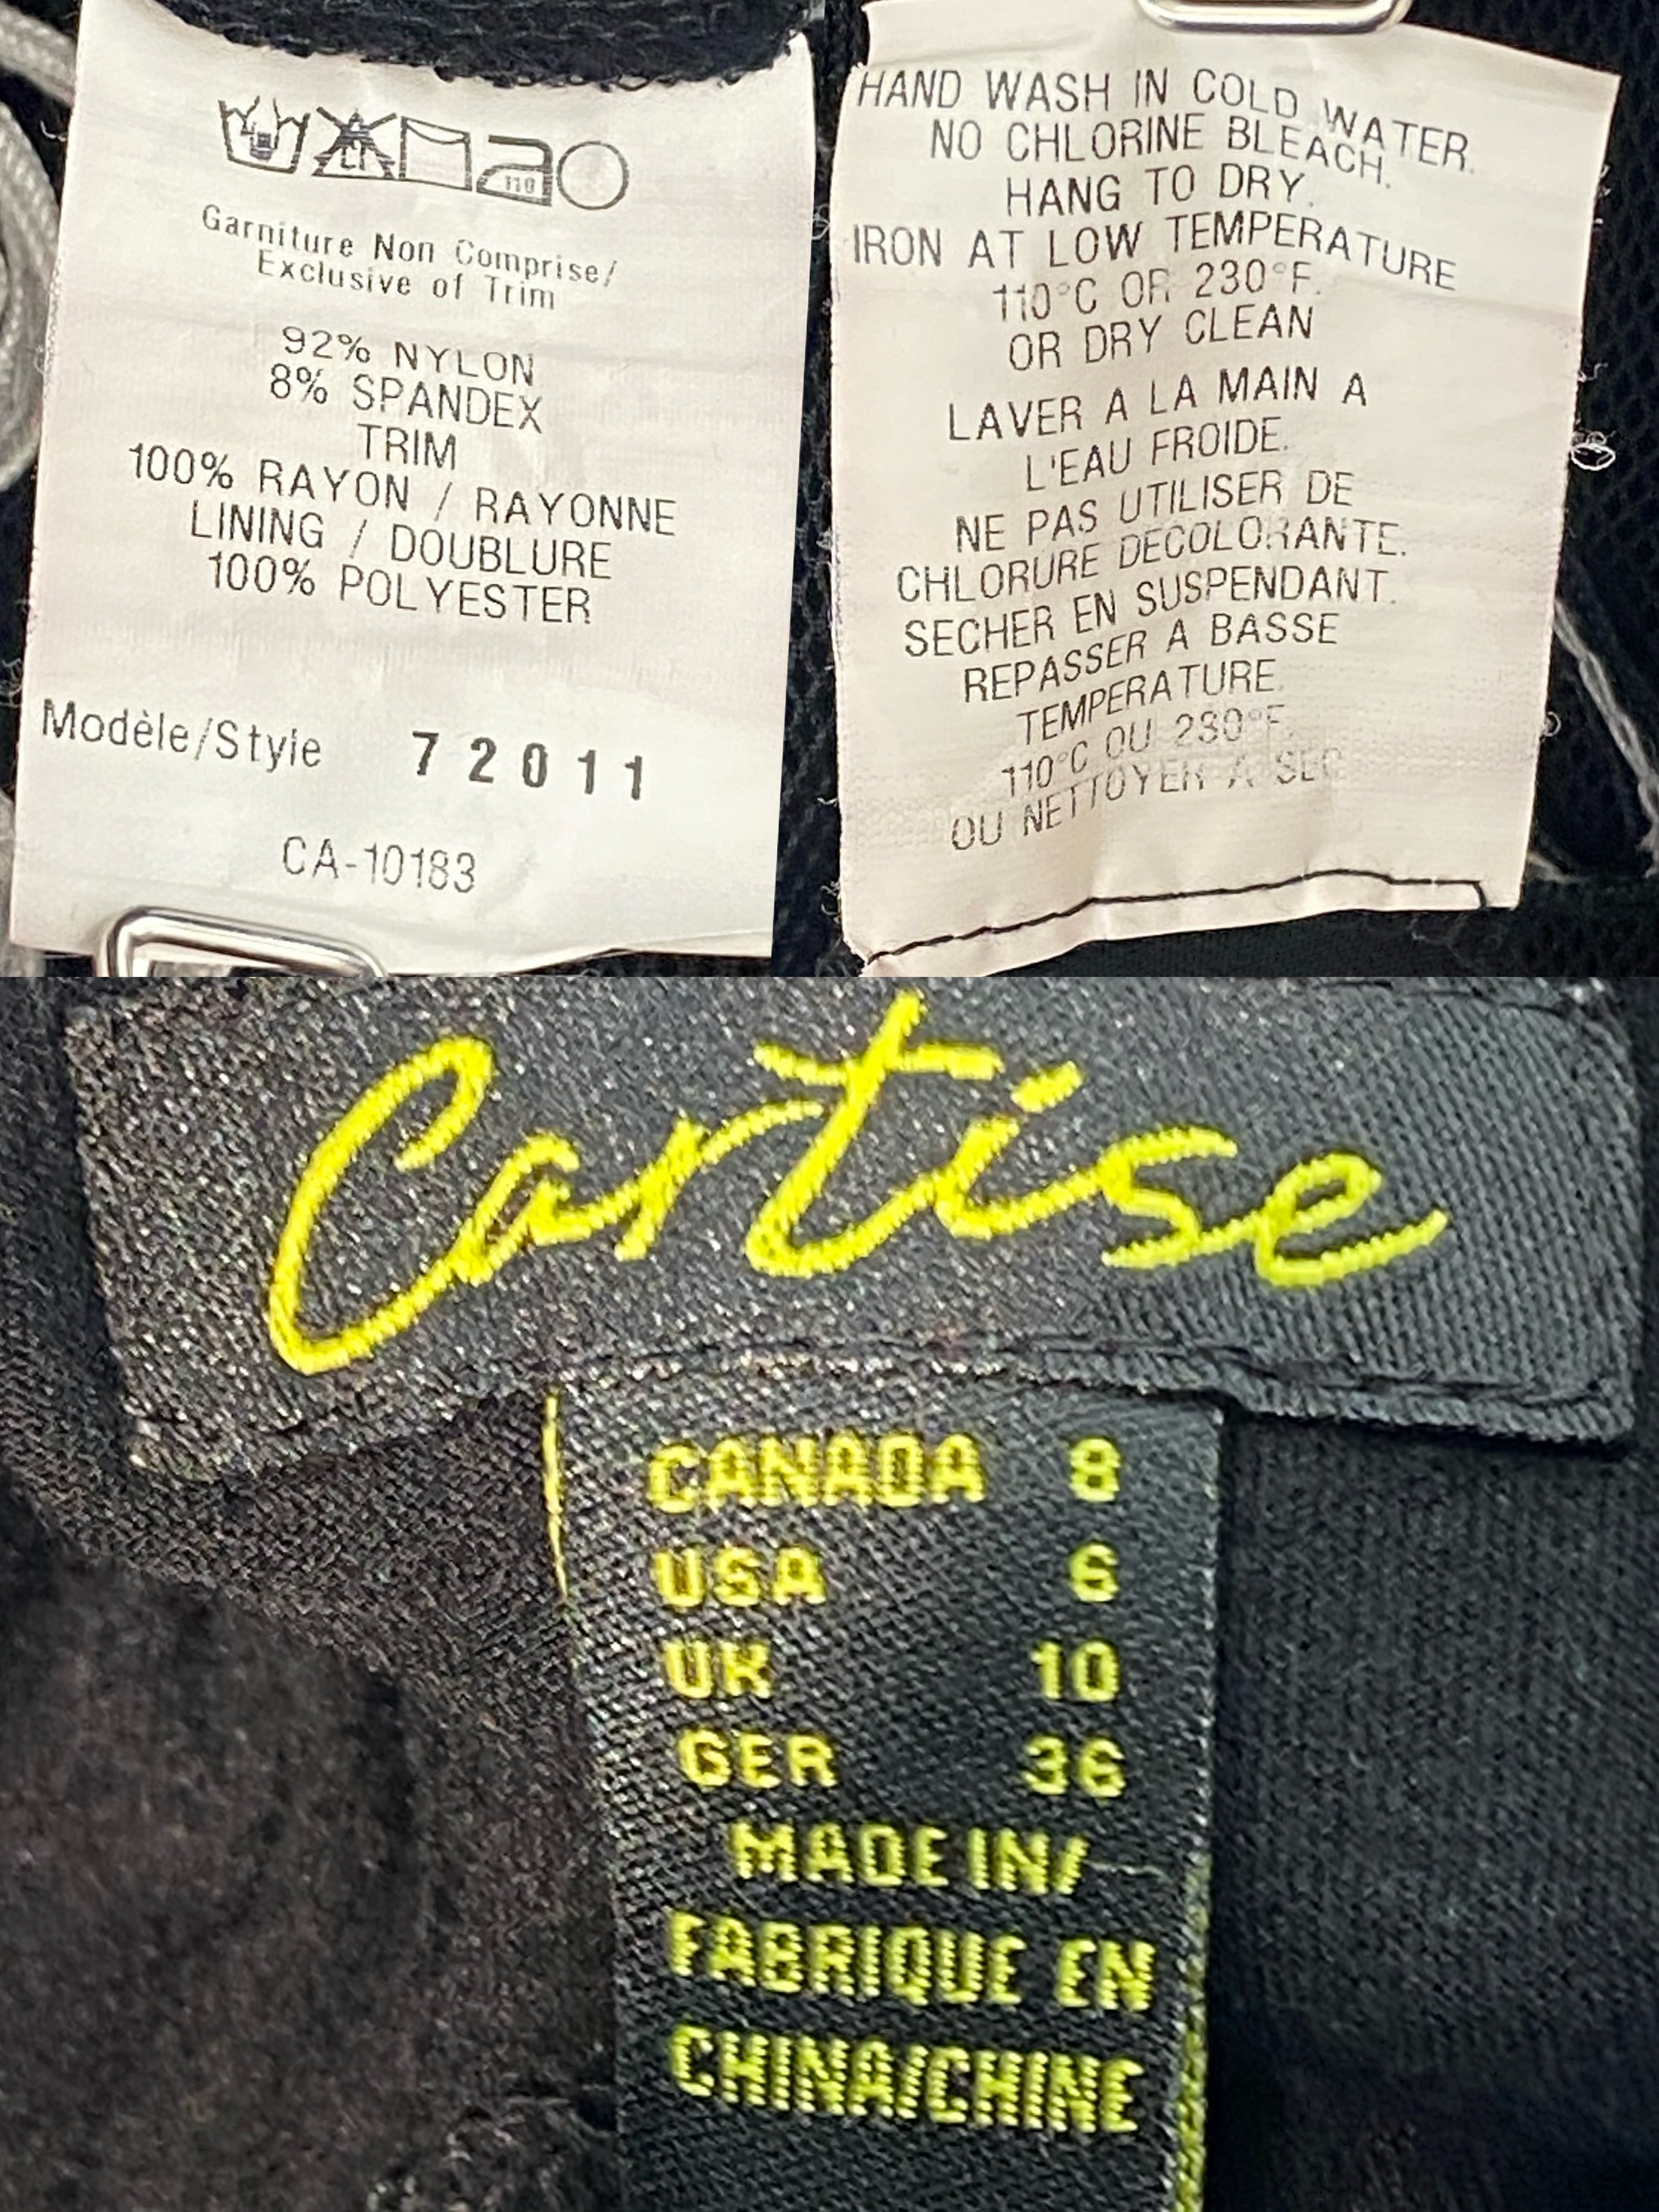 CL
110
Garniture Non Comprise/
Exclusive of Trim
92% NYLON
8% SPANDEX
TRIM
100% RAYON / RAYONNE
LINING / DOUBLURE
100% POLYESTER
Modèle/Style 72011
CA-10183
HAND WASH IN COLD WATER.
NO CHLORINE BLEACH.
HANG TO DRY.
IRON AT LOW TEMPERATURE
110°C OR 230°F.
OR DRY CLEAN
LAVER A LA MAIN A
L'EAU FROIDE.
NE PAS UTILISER DE
CHLORURE DECOLORANTE.
SECHER EN SUSPENDANT.
REPASSER A BASSE
TEMPERATURE.
110°C OU 230°F.
OU NETTOYER A SEC
Cartise
CANADA 8
USA 6
UK 10
GER 36
MADE IN/
FABRIQUE EN
CHINA/CHINE